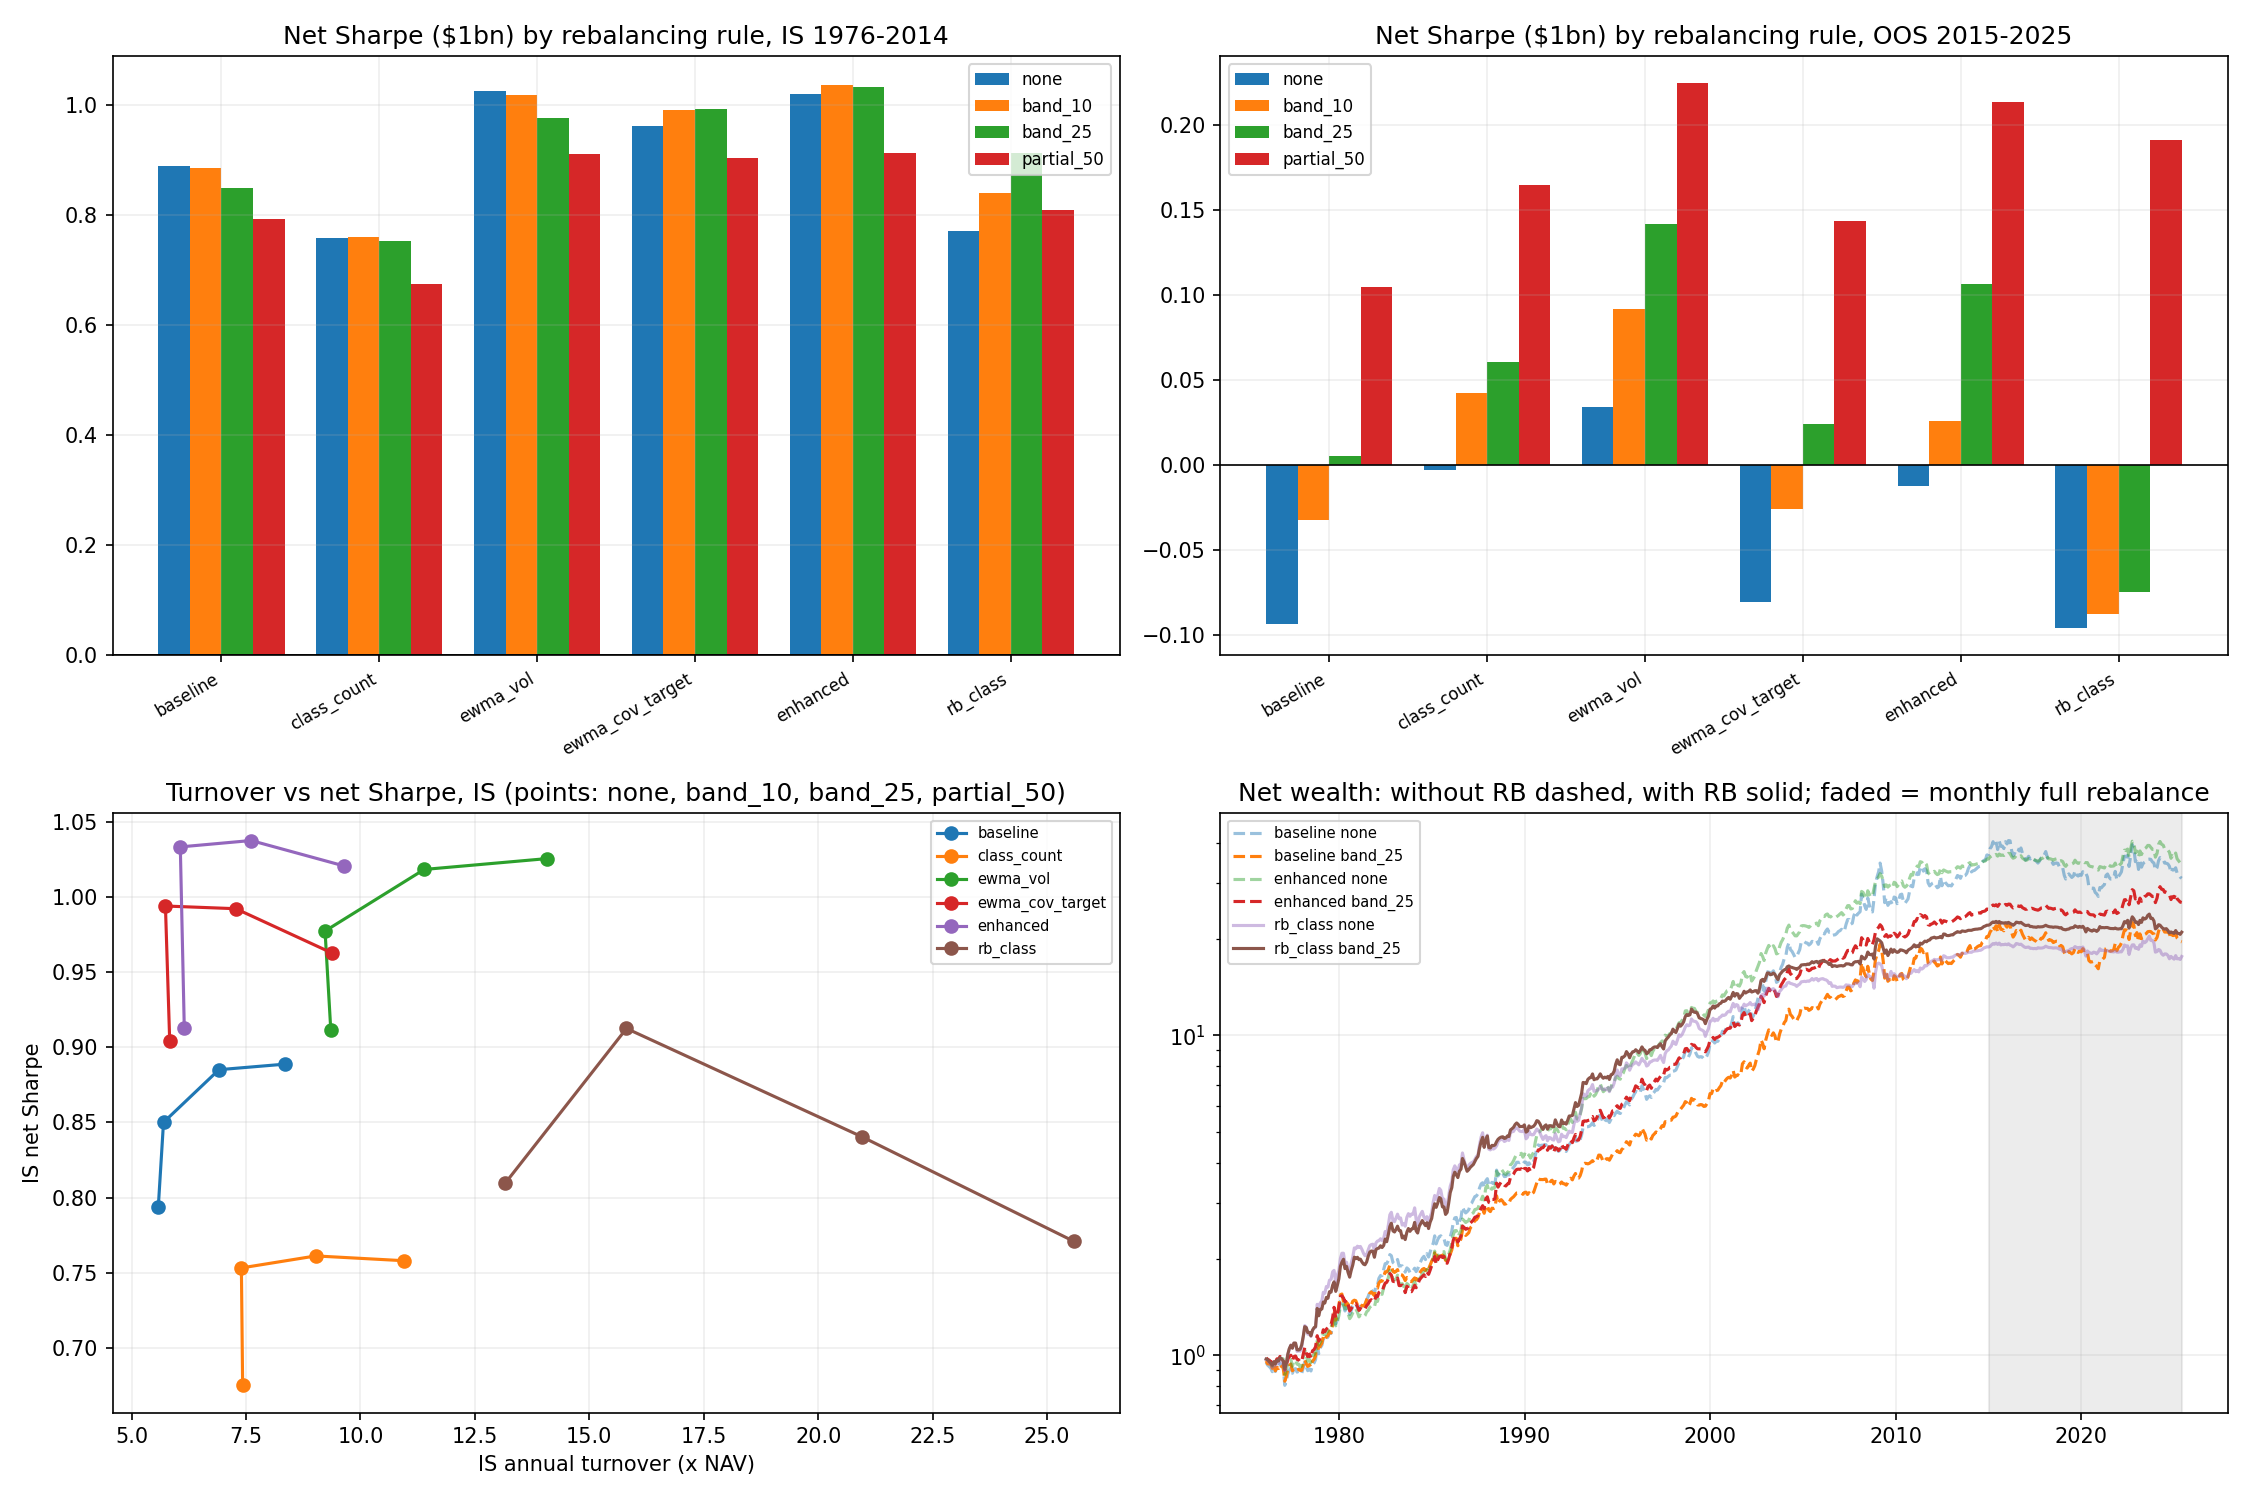 Net Sharpe ($1bn) by rebalancing rule, IS 1976-2014
1.0
0.8
0.6
0.4
0.2
0.0
none
band_10
band_25
partial_50
baseline
class_count
ewma_vol
ewma_cov_target
enhanced
rb_class
Net Sharpe ($1bn) by rebalancing rule, OOS 2015-2025
0.20
0.15
0.10
0.05
0.00
−0.05
−0.10
none
band_10
band_25
partial_50
baseline
class_count
ewma_vol
ewma_cov_target
enhanced
rb_class
Turnover vs net Sharpe, IS (points: none, band_10, band_25, partial_50)
IS net Sharpe
1.05
1.00
0.95
0.90
0.85
0.80
0.75
0.70
baseline
class_count
ewma_vol
ewma_cov_target
enhanced
rb_class
5.0 7.5 10.0 12.5 15.0 17.5 20.0 22.5 25.0
IS annual turnover (x NAV)
Net wealth: without RB dashed, with RB solid; faded = monthly full rebalance
10¹
10⁰
baseline none
baseline band_25
enhanced none
enhanced band_25
rb_class none
rb_class band_25
1980 1990 2000 2010 2020